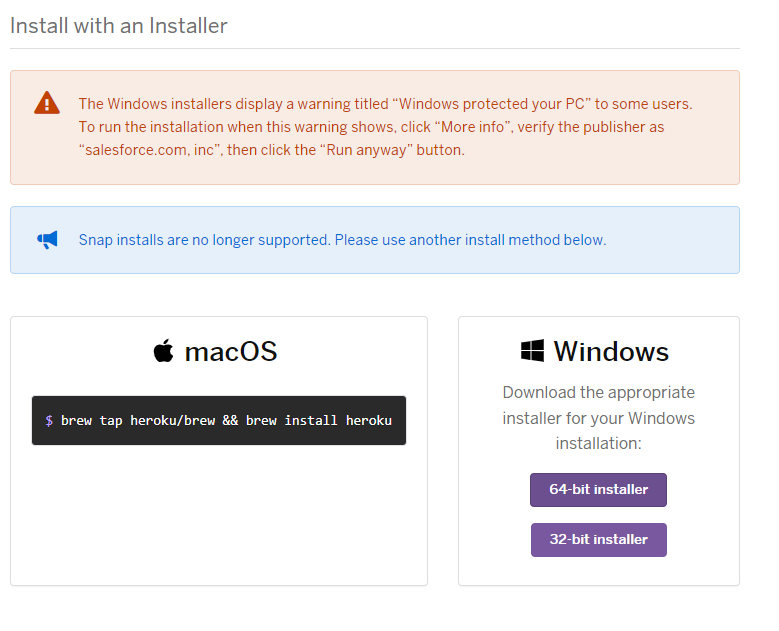 Install with an Installer
The Windows installers display a warning titled “Windows protected your PC” to some users.
To run the installation when this warning shows, click “More info”, verify the publisher as
“salesforce.com, inc”, then click the “Run anyway” button.
Snap installs are no longer supported. Please use another install method below.
macOS
$ brew tap heroku/brew && brew install heroku
Windows
Download the appropriate
installer for your Windows
installation:
64-bit installer
32-bit installer